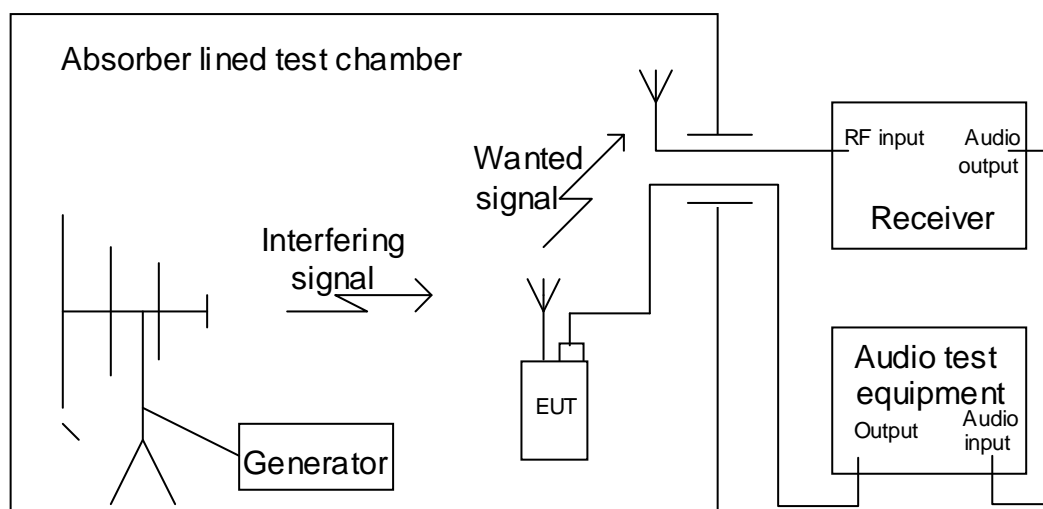 Absorber lined test chamber
Wanted
signal
Interfering
signal
EUT
Generator
RF input
Audio
output
Receiver
Audio test
equipment
Output
Audio
input